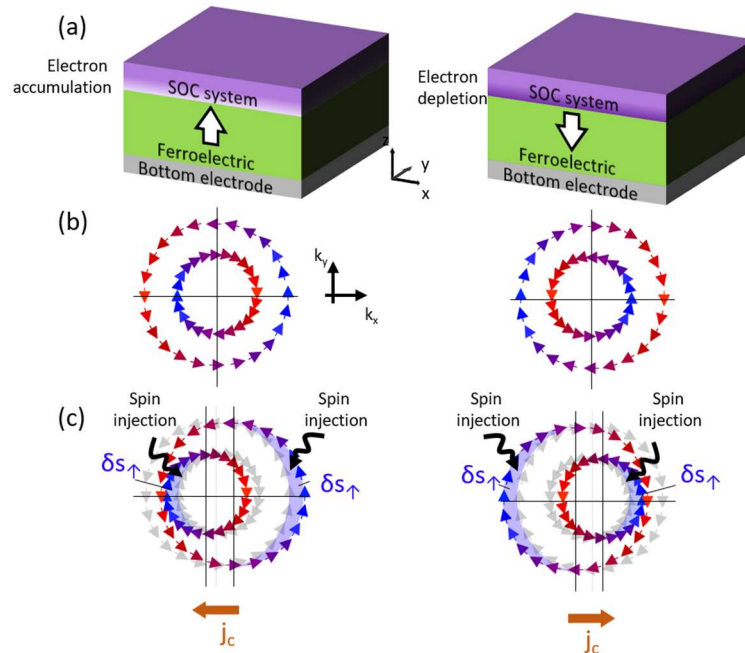 (a)
Electron
accumulation
SOC system
Ferroelectric
Bottom electrode
z
y
x
Electron
depletion
SOC system
Ferroelectric
Bottom electrode
(b)
ky
kx
(c)
Spin
injection
Spin
injection
δs↑
δs↑
jc
Spin
injection
Spin
injection
δs↑
δs↑
jc